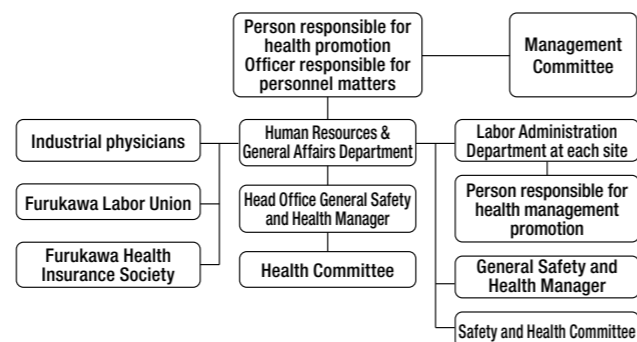 Person responsible for
health promotion
Officer responsible for
personnel matters
Management
Committee
Industrial physicians
Human Resources &
General Affairs Department
Labor Administration
Department at each site
Furukawa Labor Union
Head Office General Safety
and Health Manager
Person responsible for
health management
promotion
Furukawa Health
Insurance Society
Health Committee
General Safety and
Health Manager
Safety and Health Committee